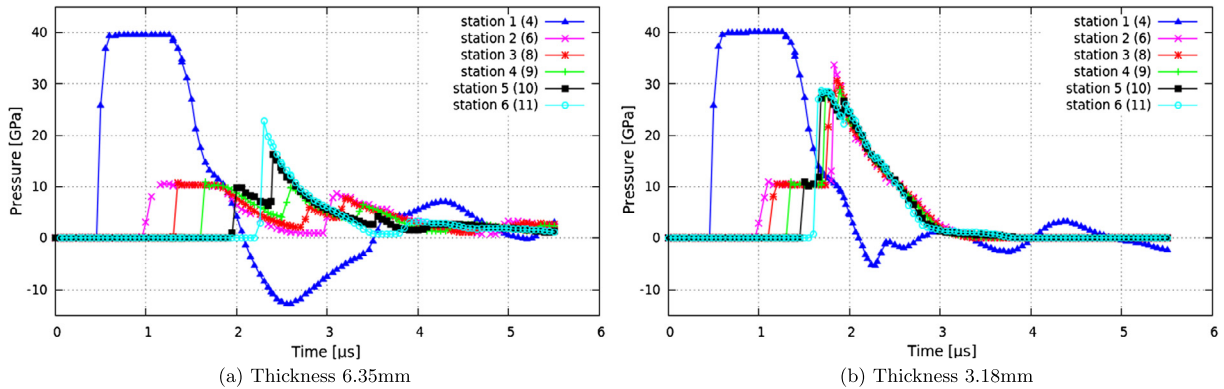 40
30
20
10
0
-10
0 1 2 3 4 5 6
Pressure [GPa]
Time [μs]
station 1 (4)
station 2 (6)
station 3 (8)
station 4 (9)
station 5 (10)
station 6 (11)
(a) Thickness 6.35mm
40
30
20
10
0
-10
0 1 2 3 4 5 6
Pressure [GPa]
Time [μs]
station 1 (4)
station 2 (6)
station 3 (8)
station 4 (9)
station 5 (10)
station 6 (11)
(b) Thickness 3.18mm